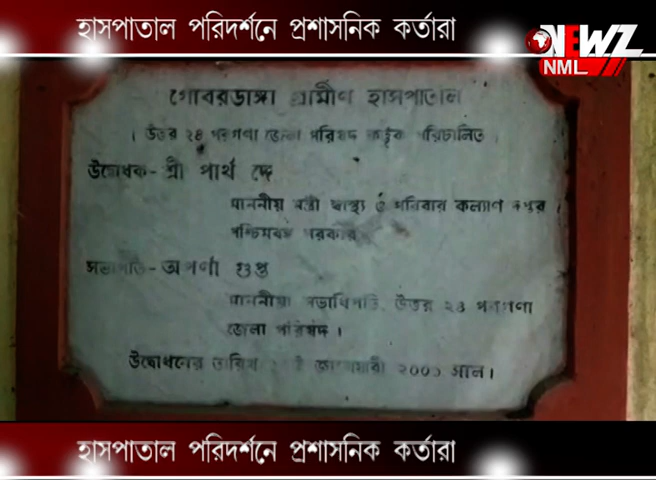 হাসপাতাল পরিদর্শনে প্রশাসনিক কর্তারা
NEWZ
NML
গোবরডাঙ্গা গ্রামীণ হাসপাতাল
। উত্তর ২৪ পরগণা জেলা পরিষদ কর্তৃক পরিচালিত ।
উদ্বোধক- শ্রী পার্থ দে
মাননীয় মন্ত্রী স্বাস্থ্য ও পরিবার কল্যাণ দপ্তর ।
পশ্চিমবঙ্গ সরকার
সভাপতি- অপর্ণা গুপ্ত
মাননীয়া সভাধিপতি, উত্তর ২৪ পরগণা
জেলা পরিষদ ।
উদ্বোধনের তারিখ জানুয়ারী ২০০১ সাল।
হাসপাতাল পরিদর্শনে প্রশাসনিক কর্তারা